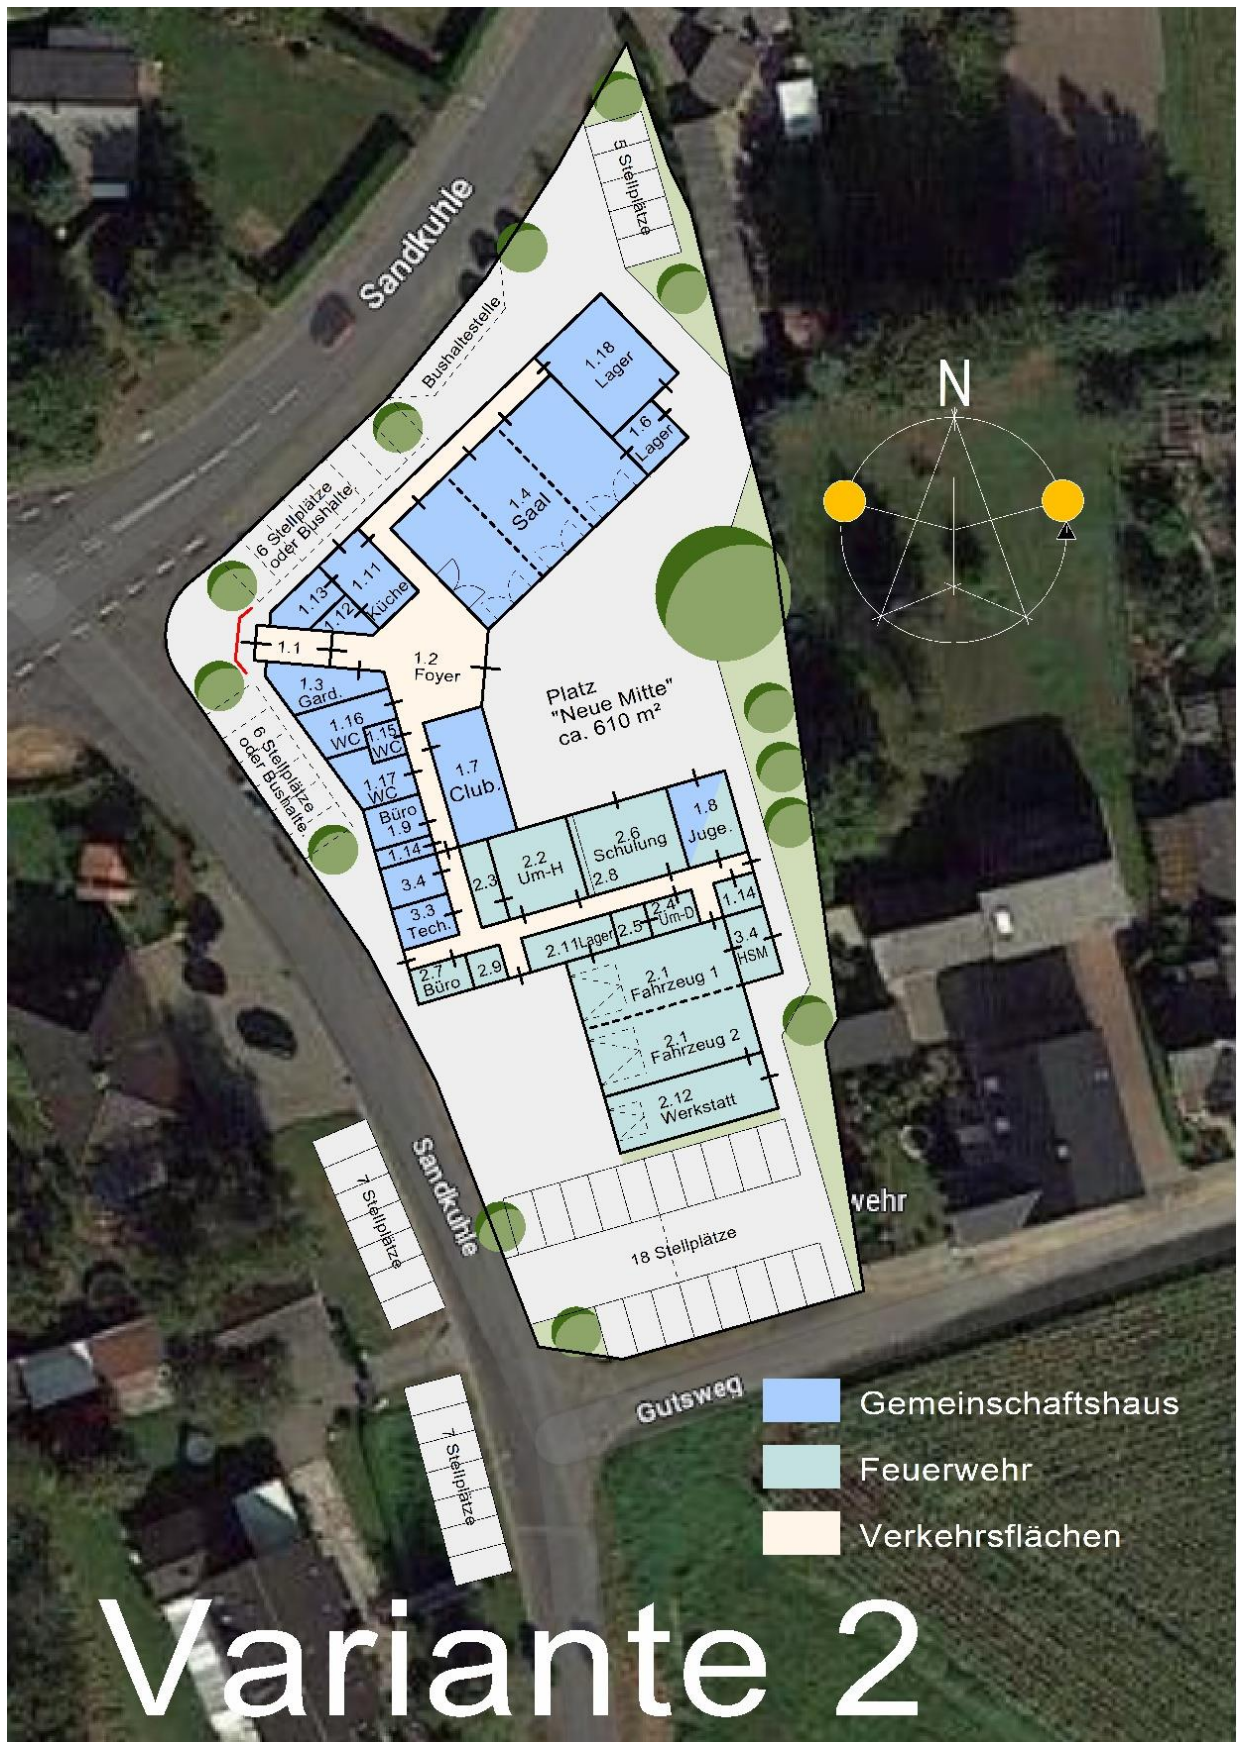 5 Stellplätze
Sandkuhle
Bushaltestelle
N
1.18
Lager
1.6
Lager
1.4
Saal
6 Stellplätze
oder Bushalte
1.11
Küche
1.13
1.12
1.1
1.2
Foyer
1.3
Gard.
1.16
WC
1.15
WC
1.17
WC
6 Stellplätze
oder Bushalte
Platz
"Neue Mitte"
ca. 610 m²
1.7
Club.
Büro
1.9
1.14
3.4
3.3
Tech.
1.8
Juge.
2.6
Schulung
2.8
2.2
Um-H
2.3
2.4
Um-D
1.14
2.5
2.11Lager
3.4
HSM
2.7
Büro
2.9
2.1
Fahrzeug 1
2.1
Fahrzeug 2
2.12
Werkstatt
7 Stellplätze
Sandkuhle
wehr
18 Stellplätze
Gutsweg
7 Stellplätze
Gemeinschaftshaus
Feuerwehr
Verkehrsflächen
Variante 2